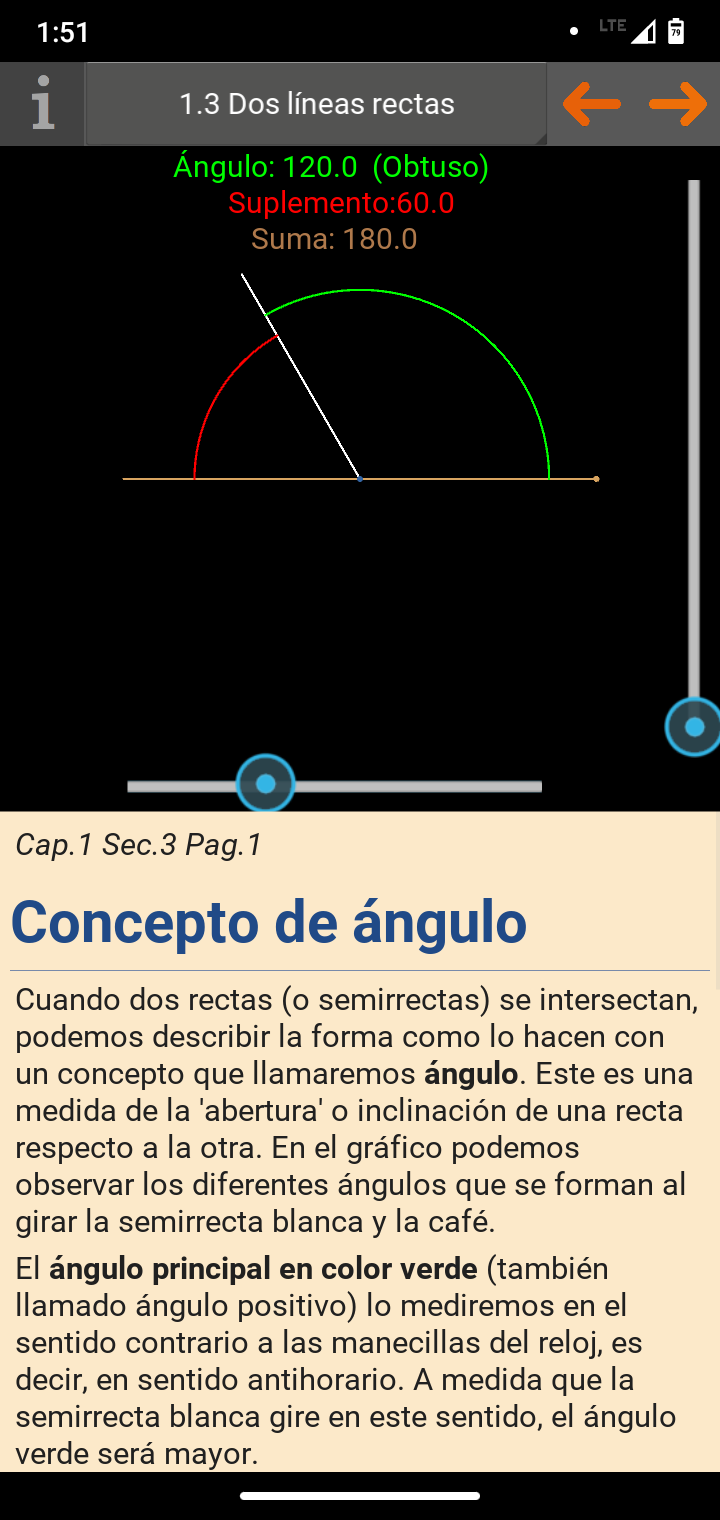 1:51
LTE
79
i
1.3 Dos líneas rectas
Ángulo: 120.0 (Obtuso)
Suplemento:60.0
Suma: 180.0
Cap.1 Sec.3 Pag.1
Concepto de ángulo
Cuando dos rectas (o semirrectas) se intersectan,
podemos describir la forma como lo hacen con
un concepto que llamaremos ángulo. Este es una
medida de la 'abertura' o inclinación de una recta
respecto a la otra. En el gráfico podemos
observar los diferentes ángulos que se forman al
girar la semirrecta blanca y la café.
El ángulo principal en color verde (también
llamado ángulo positivo) lo mediremos en el
sentido contrario a las manecillas del reloj, es
decir, en sentido antihorario. A medida que la
semirrecta blanca gire en este sentido, el ángulo
verde será mayor.